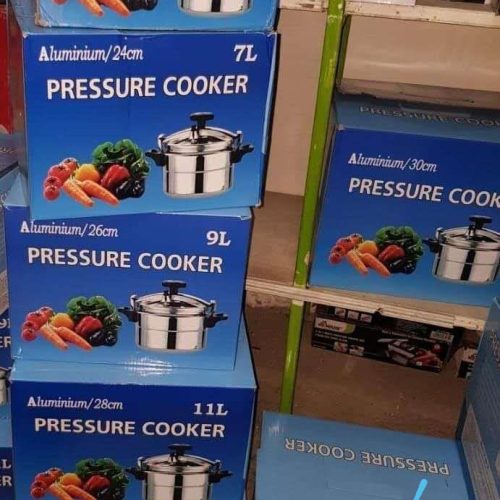 Aluminium/24cm
7L
PRESSURE COOKER
Aluminium/26cm
9L
PRESSURE COOKER
Aluminium/28cm
11L
PRESSURE COOKER
Aluminium/30cm
PRESSURE COOK
PRESSURE COOKER
9L